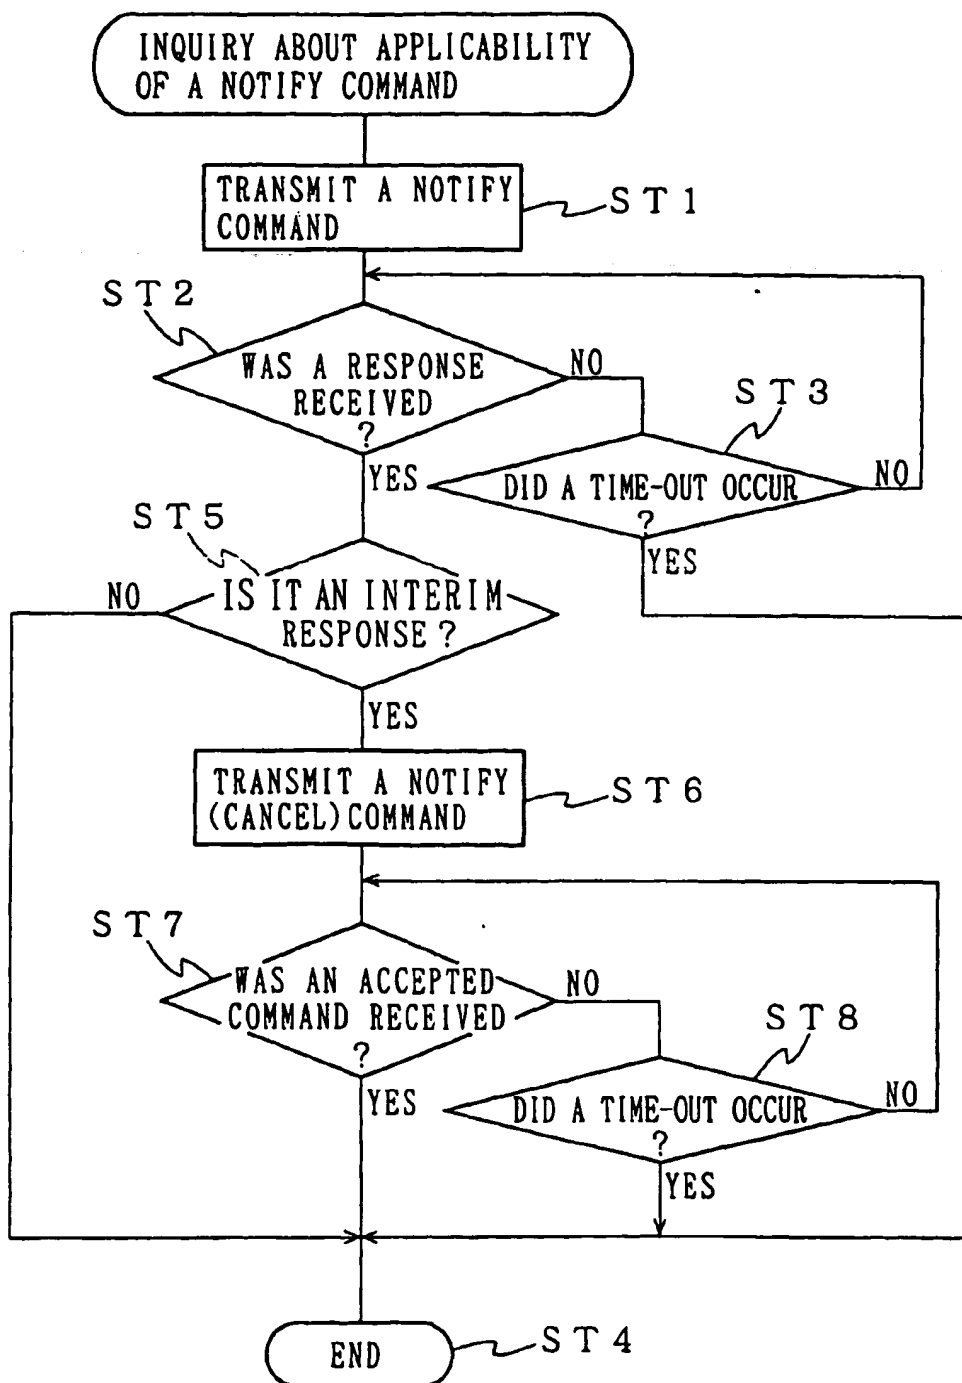 INQUIRY ABOUT APPLICABILITY
OF A NOTIFY COMMAND
TRANSMIT A NOTIFY
COMMAND
ST1
ST2
WAS A RESPONSE
RECEIVED
?
NO
YES
ST3
DID A TIME-OUT OCCUR
?
NO
YES
ST5
IS IT AN INTERIM
RESPONSE?
NO
YES
TRANSMIT A NOTIFY
(CANCEL) COMMAND
ST6
ST7
WAS AN ACCEPTED
COMMAND RECEIVED
?
NO
YES
ST8
DID A TIME-OUT OCCUR
?
NO
YES
END
ST4